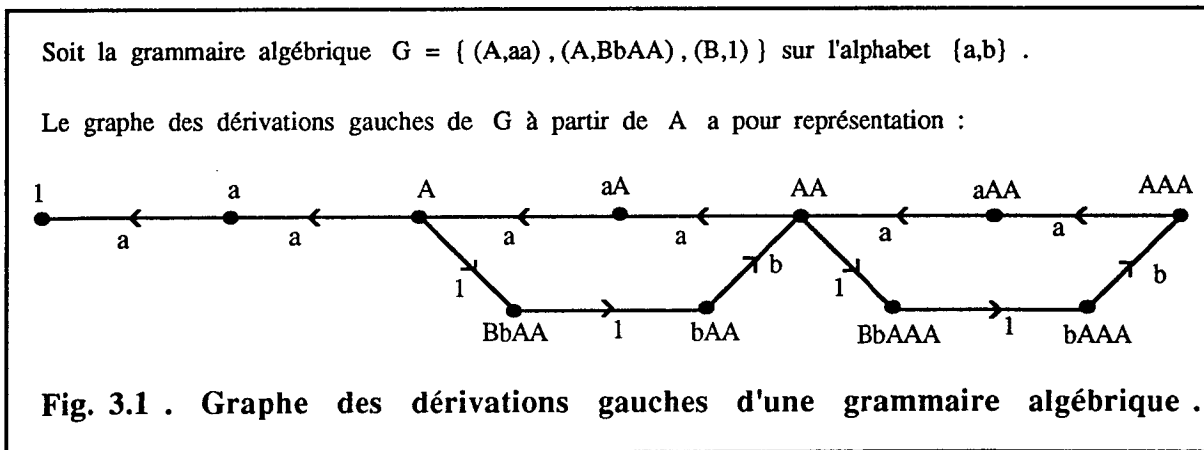 Soit la grammaire algébrique G = { (A,aa) , (A,BbAA) , (B,1) } sur l'alphabet {a,b} .
Le graphe des dérivations gauches de G à partir de A a pour représentation :
1 a A aA AA aAA AAA
a a a a a a
1 b 1 b
BbAA 1 bAA BbAAA 1 bAAA
Fig. 3.1 . Graphe des dérivations gauches d'une grammaire algébrique .